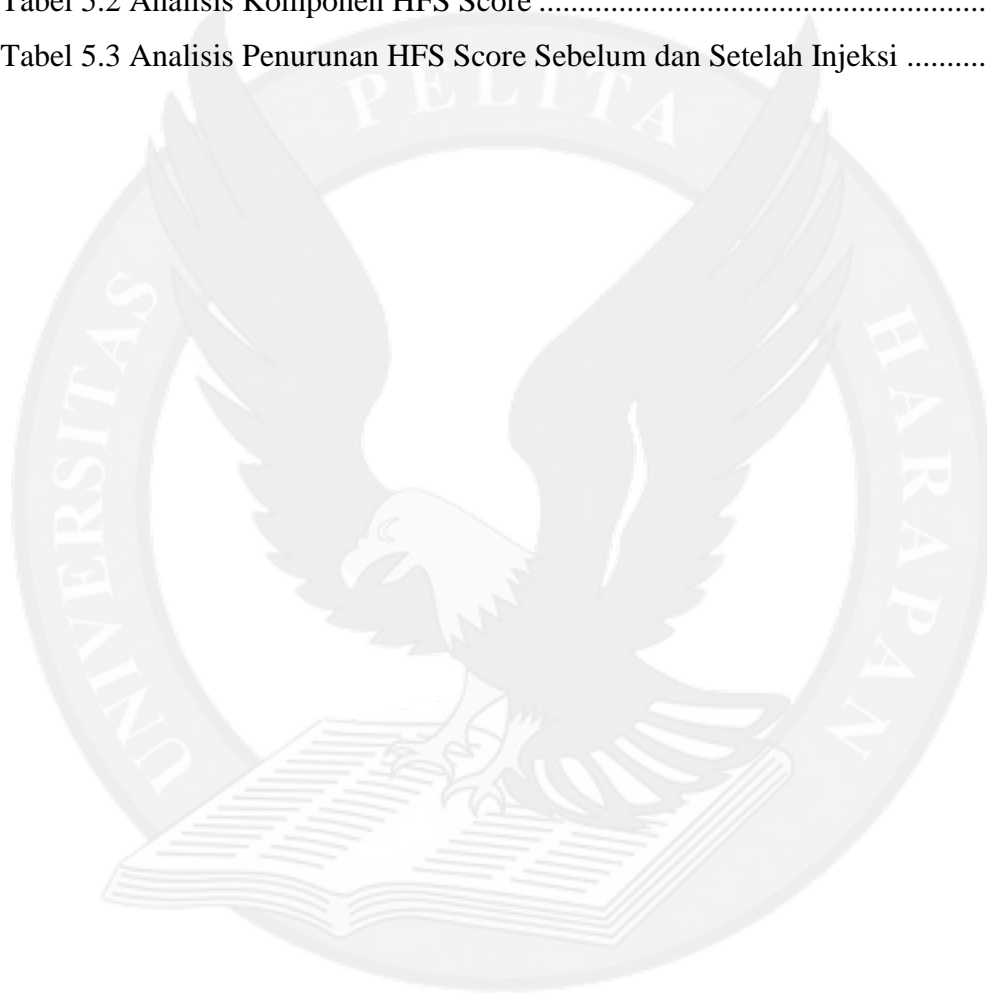 Tabel 5.2 Analisis Komponen HFS Score ........................................................
Tabel 5.3 Analisis Penurunan HFS Score Sebelum dan Setelah Injeksi ..........
UNIVERSITAS PELITA HARAPAN